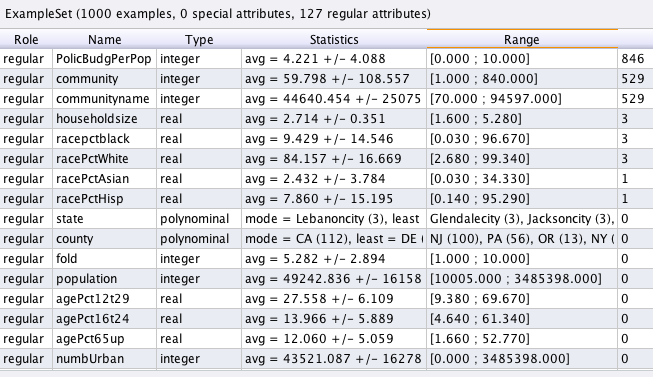 ExampleSet (1000 examples, 0 special attributes, 127 regular attributes)
Role Name Type Statistics Range
regular PolicBudgPerPop integer avg = 4.221 +/- 4.088 [0.000 ; 10.000] 846
regular community integer avg = 59.798 +/- 108.557 [1.000 ; 840.000] 529
regular communityname integer avg = 44640.454 +/- 25075 [70.000 ; 94597.000] 529
regular householdsize real avg = 2.714 +/- 0.351 [1.600 ; 5.280] 3
regular racepctblack real avg = 9.429 +/- 14.546 [0.030 ; 96.670] 3
regular racePctWhite real avg = 84.157 +/- 16.669 [2.680 ; 99.340] 3
regular racePctAsian real avg = 2.432 +/- 3.784 [0.030 ; 34.330] 1
regular racePctHisp real avg = 7.860 +/- 15.195 [0.140 ; 95.290] 1
regular state polynominal mode = Lebanoncity (3), least Glendalecity (3), Jacksoncity (3), 0
regular county polynominal mode = CA (112), least = DE ( NJ (100), PA (56), OR (13), NY ( 0
regular fold integer avg = 5.282 +/- 2.894 [1.000 ; 10.000] 0
regular population integer avg = 49242.836 +/- 16158 [10005.000 ; 3485398.000] 0
regular agePct12t29 real avg = 27.558 +/- 6.109 [9.380 ; 69.670] 0
regular agePct16t24 real avg = 13.966 +/- 5.889 [4.640 ; 61.340] 0
regular agePct65up real avg = 12.060 +/- 5.059 [1.660 ; 52.770] 0
regular numbUrban integer avg = 43521.087 +/- 16278 [0.000 ; 3485398.000] 0